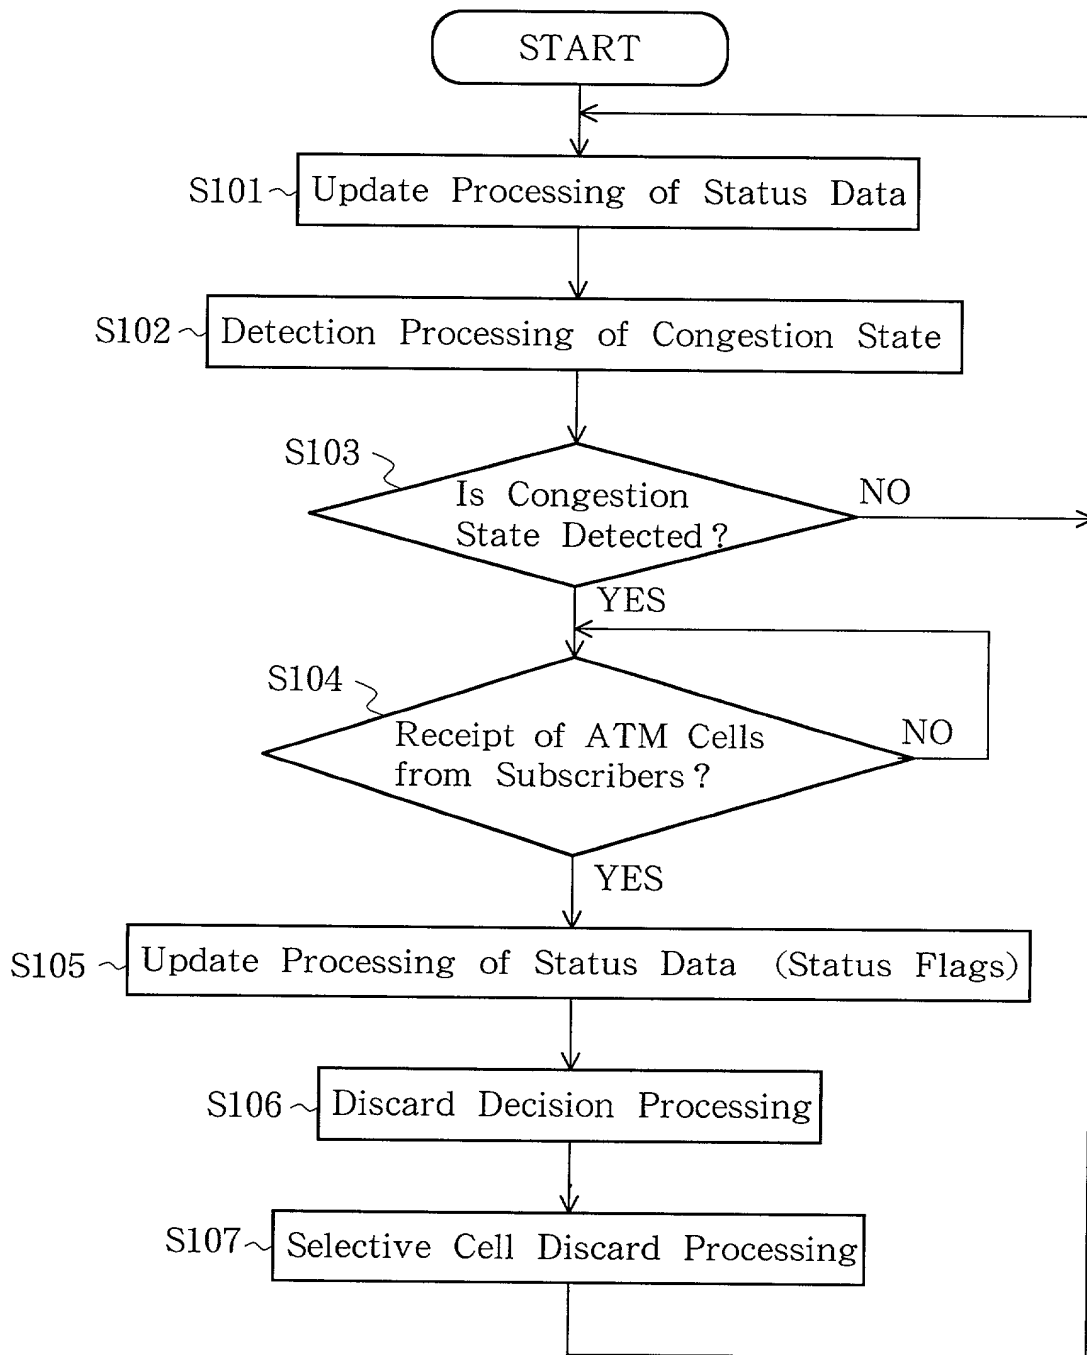 START
S101
Update Processing of Status Data
S102
Detection Processing of Congestion State
S103
Is Congestion
State Detected?
NO
YES
S104
Receipt of ATM Cells
from Subscribers?
NO
YES
S105
Update Processing of Status Data (Status Flags)
S106
Discard Decision Processing
S107
Selective Cell Discard Processing